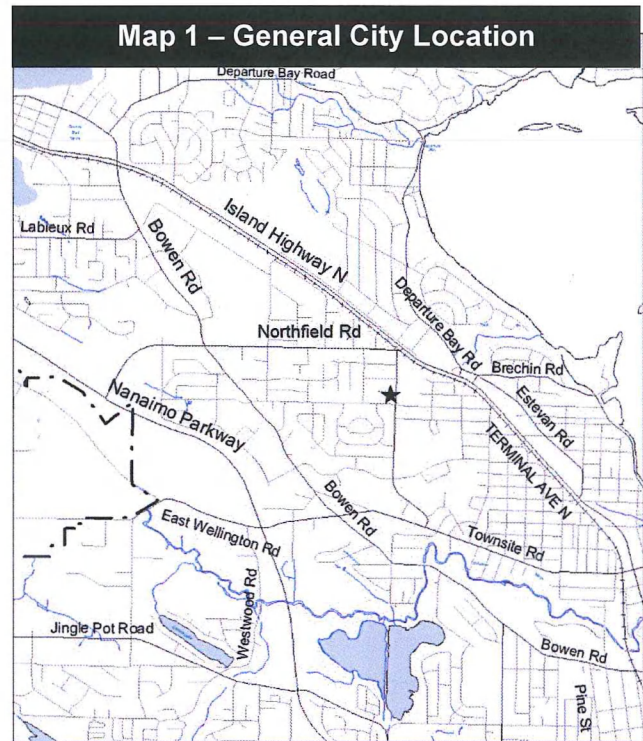 Map 1 – General City Location
Departure Bay Road
Island Highway N
Labieux Rd
Bowen Rd
Departure Bay Rd
Northfield Rd
Brechin Rd
Estevan Rd
Nanaimo Parkway
TERMINAL AVE N
Bowen Rd
Townsite Rd
East Wellington Rd
Westwood Rd
Jingle Pot Road
Bowen Rd
Pine St